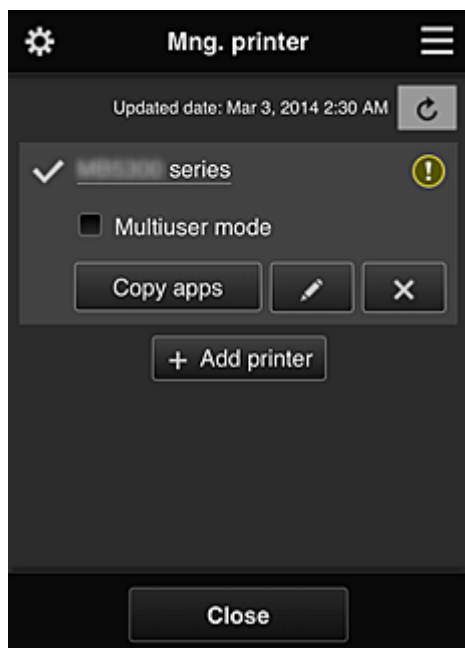 Mng. printer
Updated date: Mar 3, 2014 2:30 AM
series
Multiuser mode
Copy apps
+ Add printer
Close